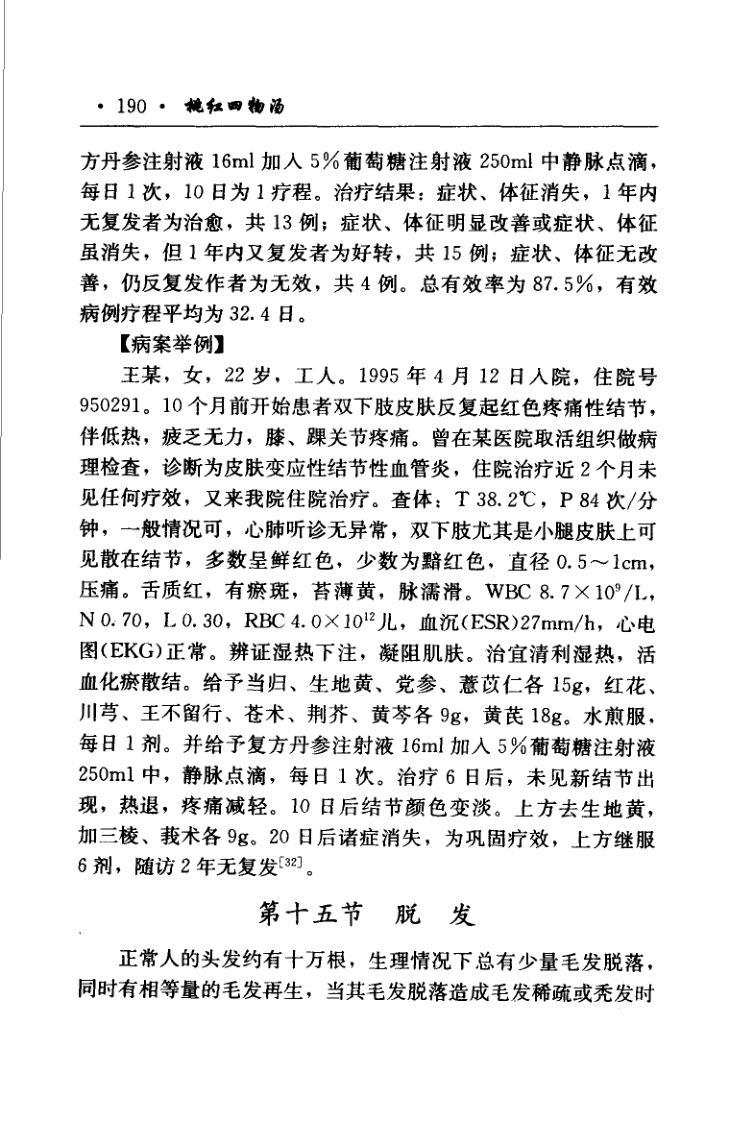 · 190 · 桃红四物汤
方丹参注射液 16ml 加入 5%葡萄糖注射液 250ml 中静脉点滴，
每日 1 次，10 日为 1 疗程。治疗结果：症状、体征消失，1 年内
无复发者为治愈，共 13 例；症状、体征明显改善或症状、体征
虽消失，但 1 年内又复发者为好转，共 15 例；症状、体征无改
善，仍反复发作者为无效，共 4 例。总有效率为 87.5%，有效
病例疗程平均为 32.4 日。
【病案举例】
王某，女，22 岁，工人。1995 年 4 月 12 日入院，住院号
950291。10 个月前开始患者双下肢皮肤反复起红色疼痛性结节，
伴低热，疲乏无力，膝、踝关节疼痛。曾在某医院取活组织做病
理检查，诊断为皮肤变应性结节性血管炎，住院治疗近 2 个月未
见任何疗效，又来我院住院治疗。查体：T 38.2℃，P 84 次/分
钟，一般情况可，心肺听诊无异常，双下肢尤其是小腿皮肤上可
见散在结节，多数呈鲜红色，少数为黯红色，直径 0.5～1cm，
压痛。舌质红，有瘀斑，苔薄黄，脉濡滑。WBC 8.7×10⁹/L，
N 0.70，L 0.30，RBC 4.0×10¹²儿，血沉(ESR)27mm/h，心电
图(EKG)正常。辨证湿热下注，凝阻肌肤。治宜清利湿热，活
血化瘀散结。给予当归、生地黄、党参、薏苡仁各 15g，红花、
川芎、王不留行、苍术、荆芥、黄芩各 9g，黄芪 18g。水煎服，
每日 1 剂。并给予复方丹参注射液 16ml 加入 5%葡萄糖注射液
250ml 中，静脉点滴，每日 1 次。治疗 6 日后，未见新结节出
现，热退，疼痛减轻。10 日后结节颜色变淡。上方去生地黄，
加三棱、莪术各 9g。20 日后诸症消失，为巩固疗效，上方继服
6 剂，随访 2 年无复发[32]。
第十五节 脱 发
正常人的头发约有十万根，生理情况下总有少量毛发脱落，
同时有相等量的毛发再生，当其毛发脱落造成毛发稀疏或秃发时